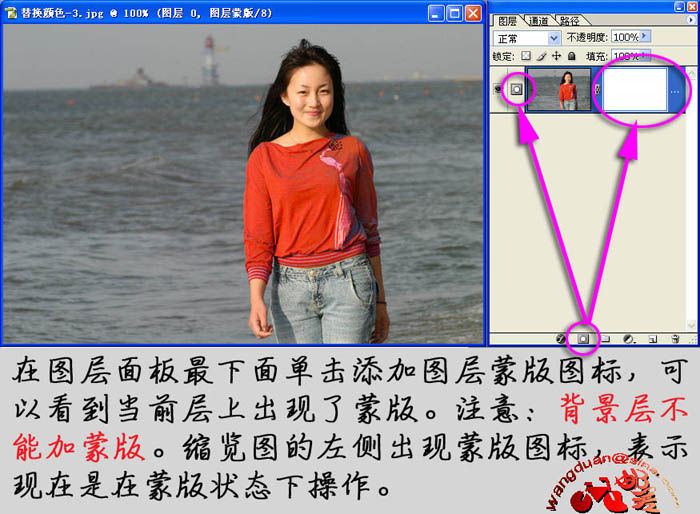 替换颜色-3.jpg @ 100% (图层 0, 图层蒙版/8)
图层 通道 路径
正常 不透明度: 100%
锁定: 填充: 100%
在图层面板最下面单击添加图层蒙版图标，可
以看到当前层上出现了蒙版。注意：背景层不
能加蒙版。缩览图的左侧出现蒙版图标，表示
现在是在蒙版状态下操作。